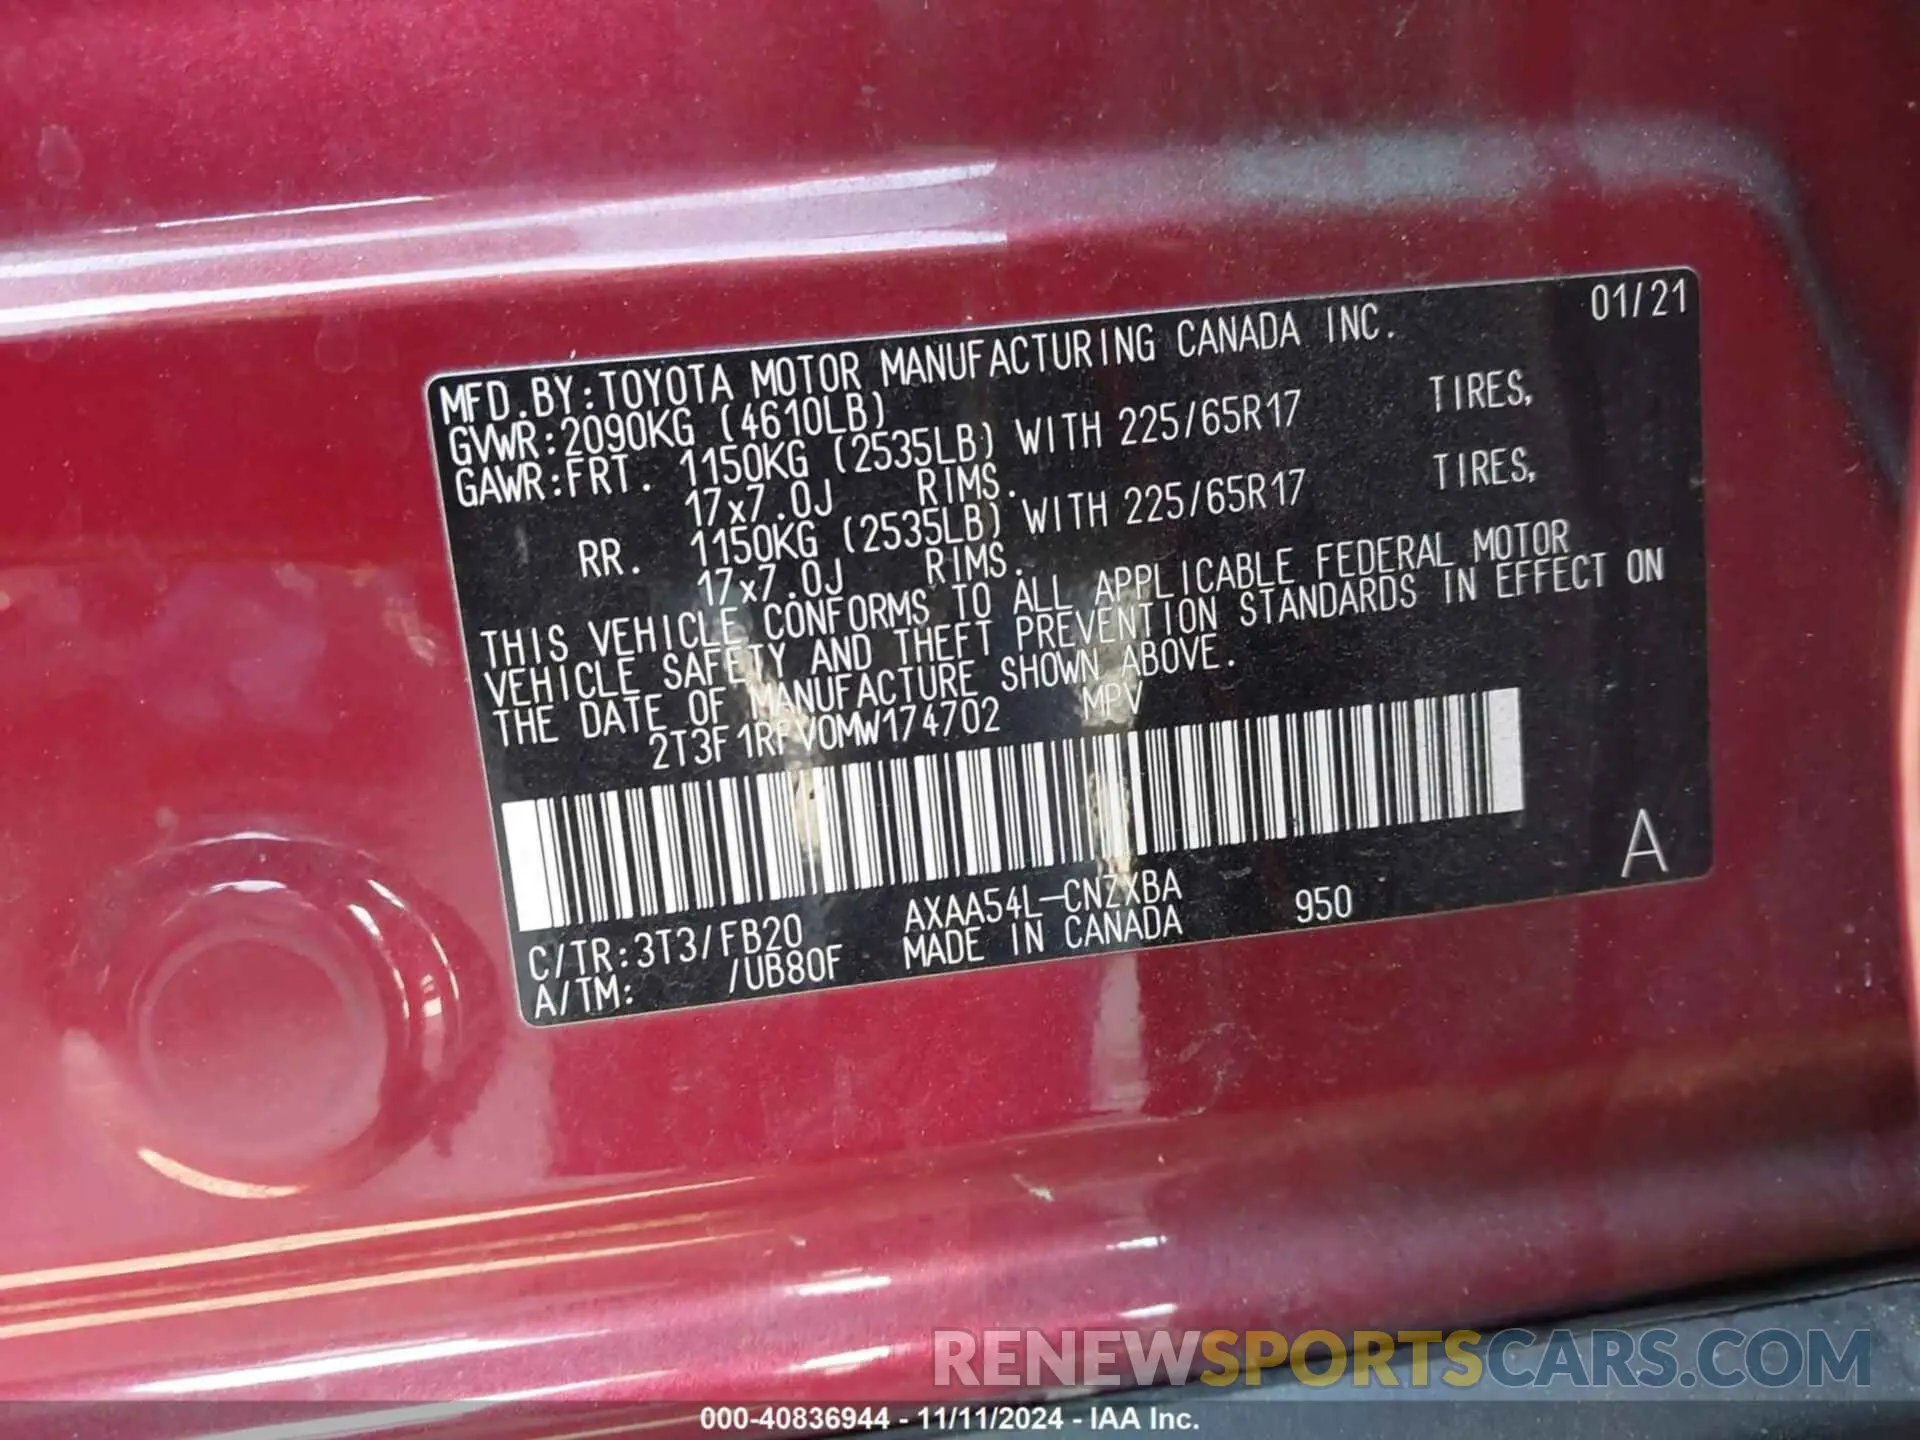 01/21
MFD.BY:TOYOTA MOTOR MANUFACTURING CANADA INC.
GVWR:2090KG (4610LB)
GAWR:FRT. 1150KG (2535LB) WITH 225/65R17 TIRES,
17x7.0J RIMS.
RR. 1150KG (2535LB) WITH 225/65R17 TIRES,
17x7.0J RIMS.
THIS VEHICLE CONFORMS TO ALL APPLICABLE FEDERAL MOTOR
VEHICLE SAFETY AND THEFT PREVENTION STANDARDS IN EFFECT ON
THE DATE OF MANUFACTURE SHOWN ABOVE.
2T3F1RFV0MW174702 MPV
A
C/TR:3T3/FB20 AXAA54L-CNZXBA 950
A/TM: /UB80F MADE IN CANADA
RENEWSPORTSCARS.COM
000-40836944 - 11/11/2024 - IAA Inc.